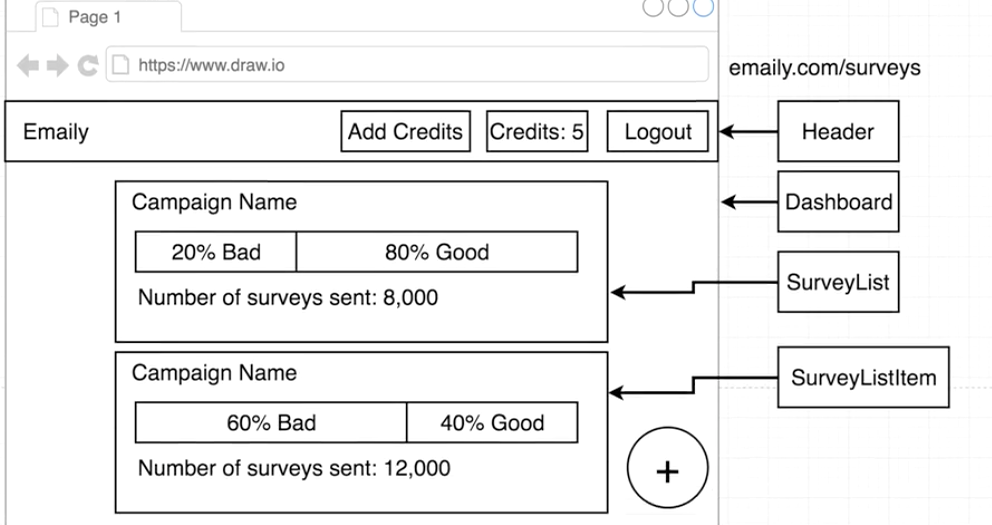 Page 1
https://www.draw.io
emaily.com/surveys
Emaily
Add Credits
Credits: 5
Logout
Header
Dashboard
Campaign Name
20% Bad
80% Good
SurveyList
Number of surveys sent: 8,000
Campaign Name
SurveyListItem
60% Bad
40% Good
Number of surveys sent: 12,000
+